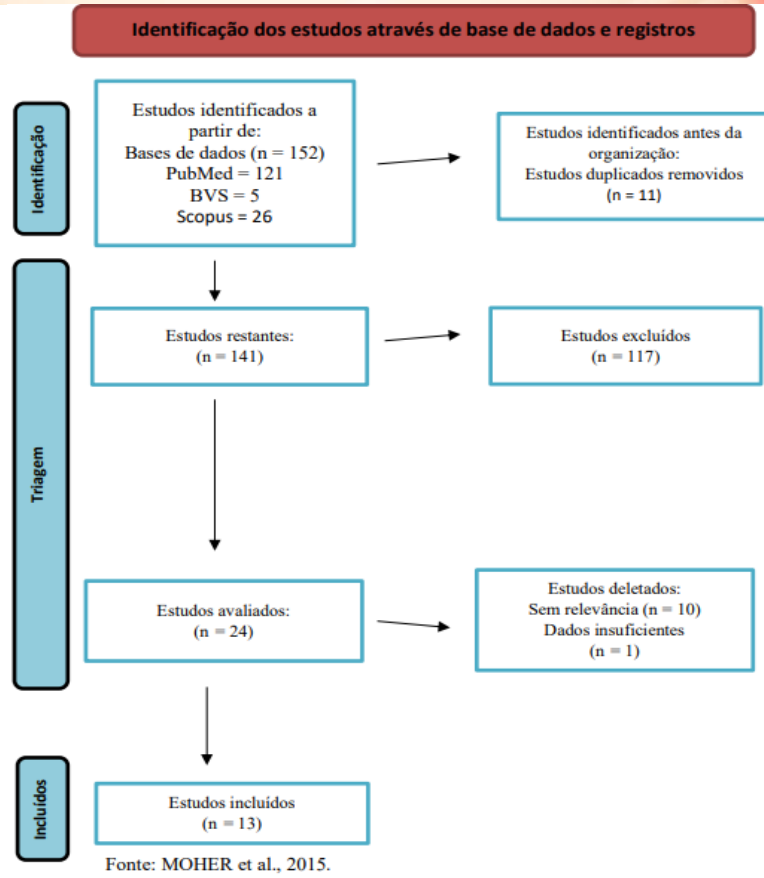 Identificação dos estudos através de base de dados e registros
Identificação
Estudos identificados a
partir de:
Bases de dados (n = 152)
PubMed = 121
BVS = 5
Scopus = 26
Estudos identificados antes da
organização:
Estudos duplicados removidos
(n = 11)
Triagem
Estudos restantes:
(n = 141)
Estudos excluídos
(n = 117)
Estudos avaliados:
(n = 24)
Estudos deletados:
Sem relevância (n = 10)
Dados insuficientes
(n = 1)
Incluídos
Estudos incluídos
(n = 13)
Fonte: MOHER et al., 2015.